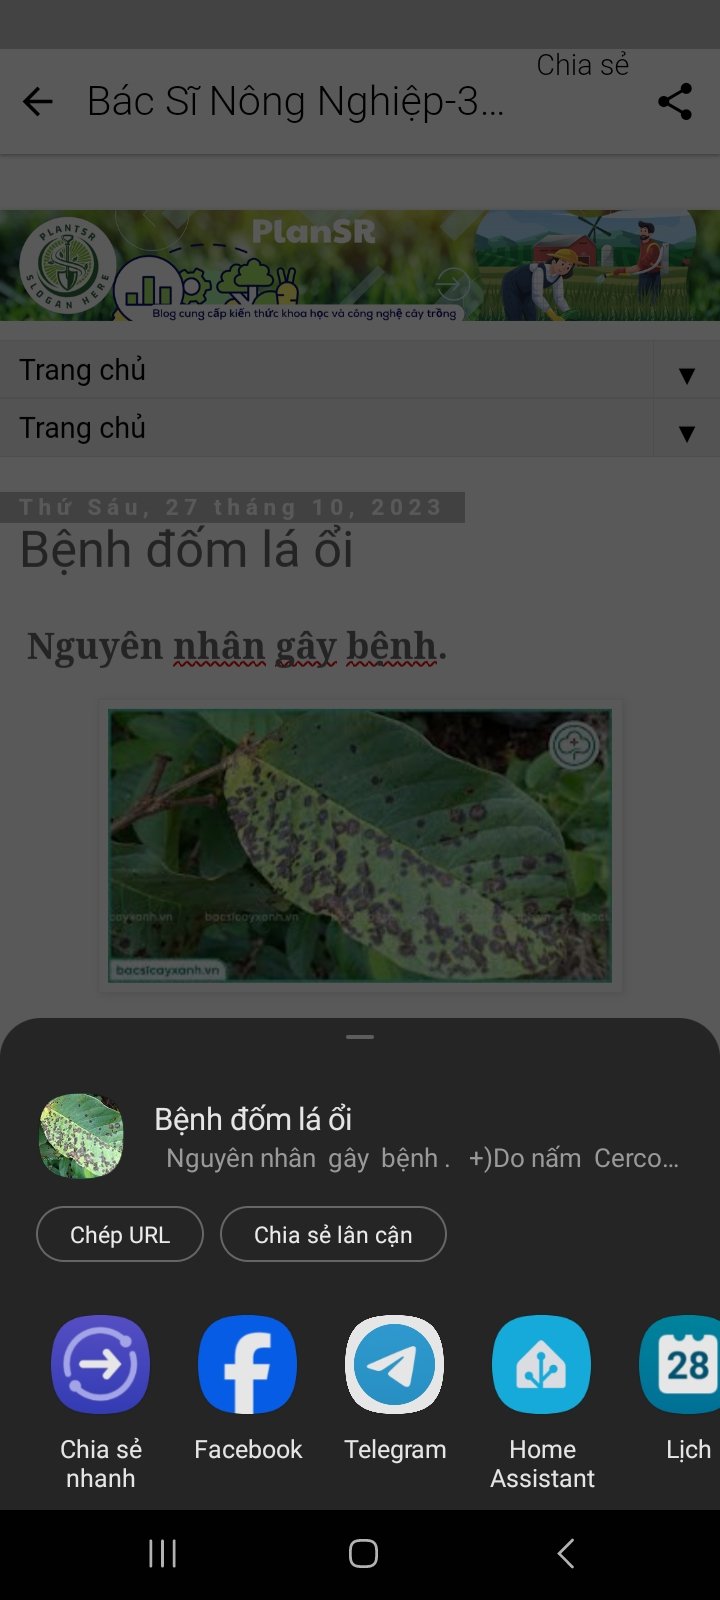 Chia sẻ
Bác Sĩ Nông Nghiệp-3...
PLANTSR
SLOGAN HERE
PlanSR
Blog cung cấp kiến thức khoa học và công nghệ cây trồng
Trang chủ
Trang chủ
Thứ Sáu, 27 tháng 10, 2023
Bệnh đốm lá ổi
Nguyên nhân gây bệnh.
cayxanh.vn bacsicayxanh.vn
bacsicayxanh.vn
Bệnh đốm lá ổi
Nguyên nhân gây bệnh . +)Do nấm Cerco...
Chép URL Chia sẻ lân cận
28
Chia sẻ Facebook Telegram Home Lịch
nhanh Assistant